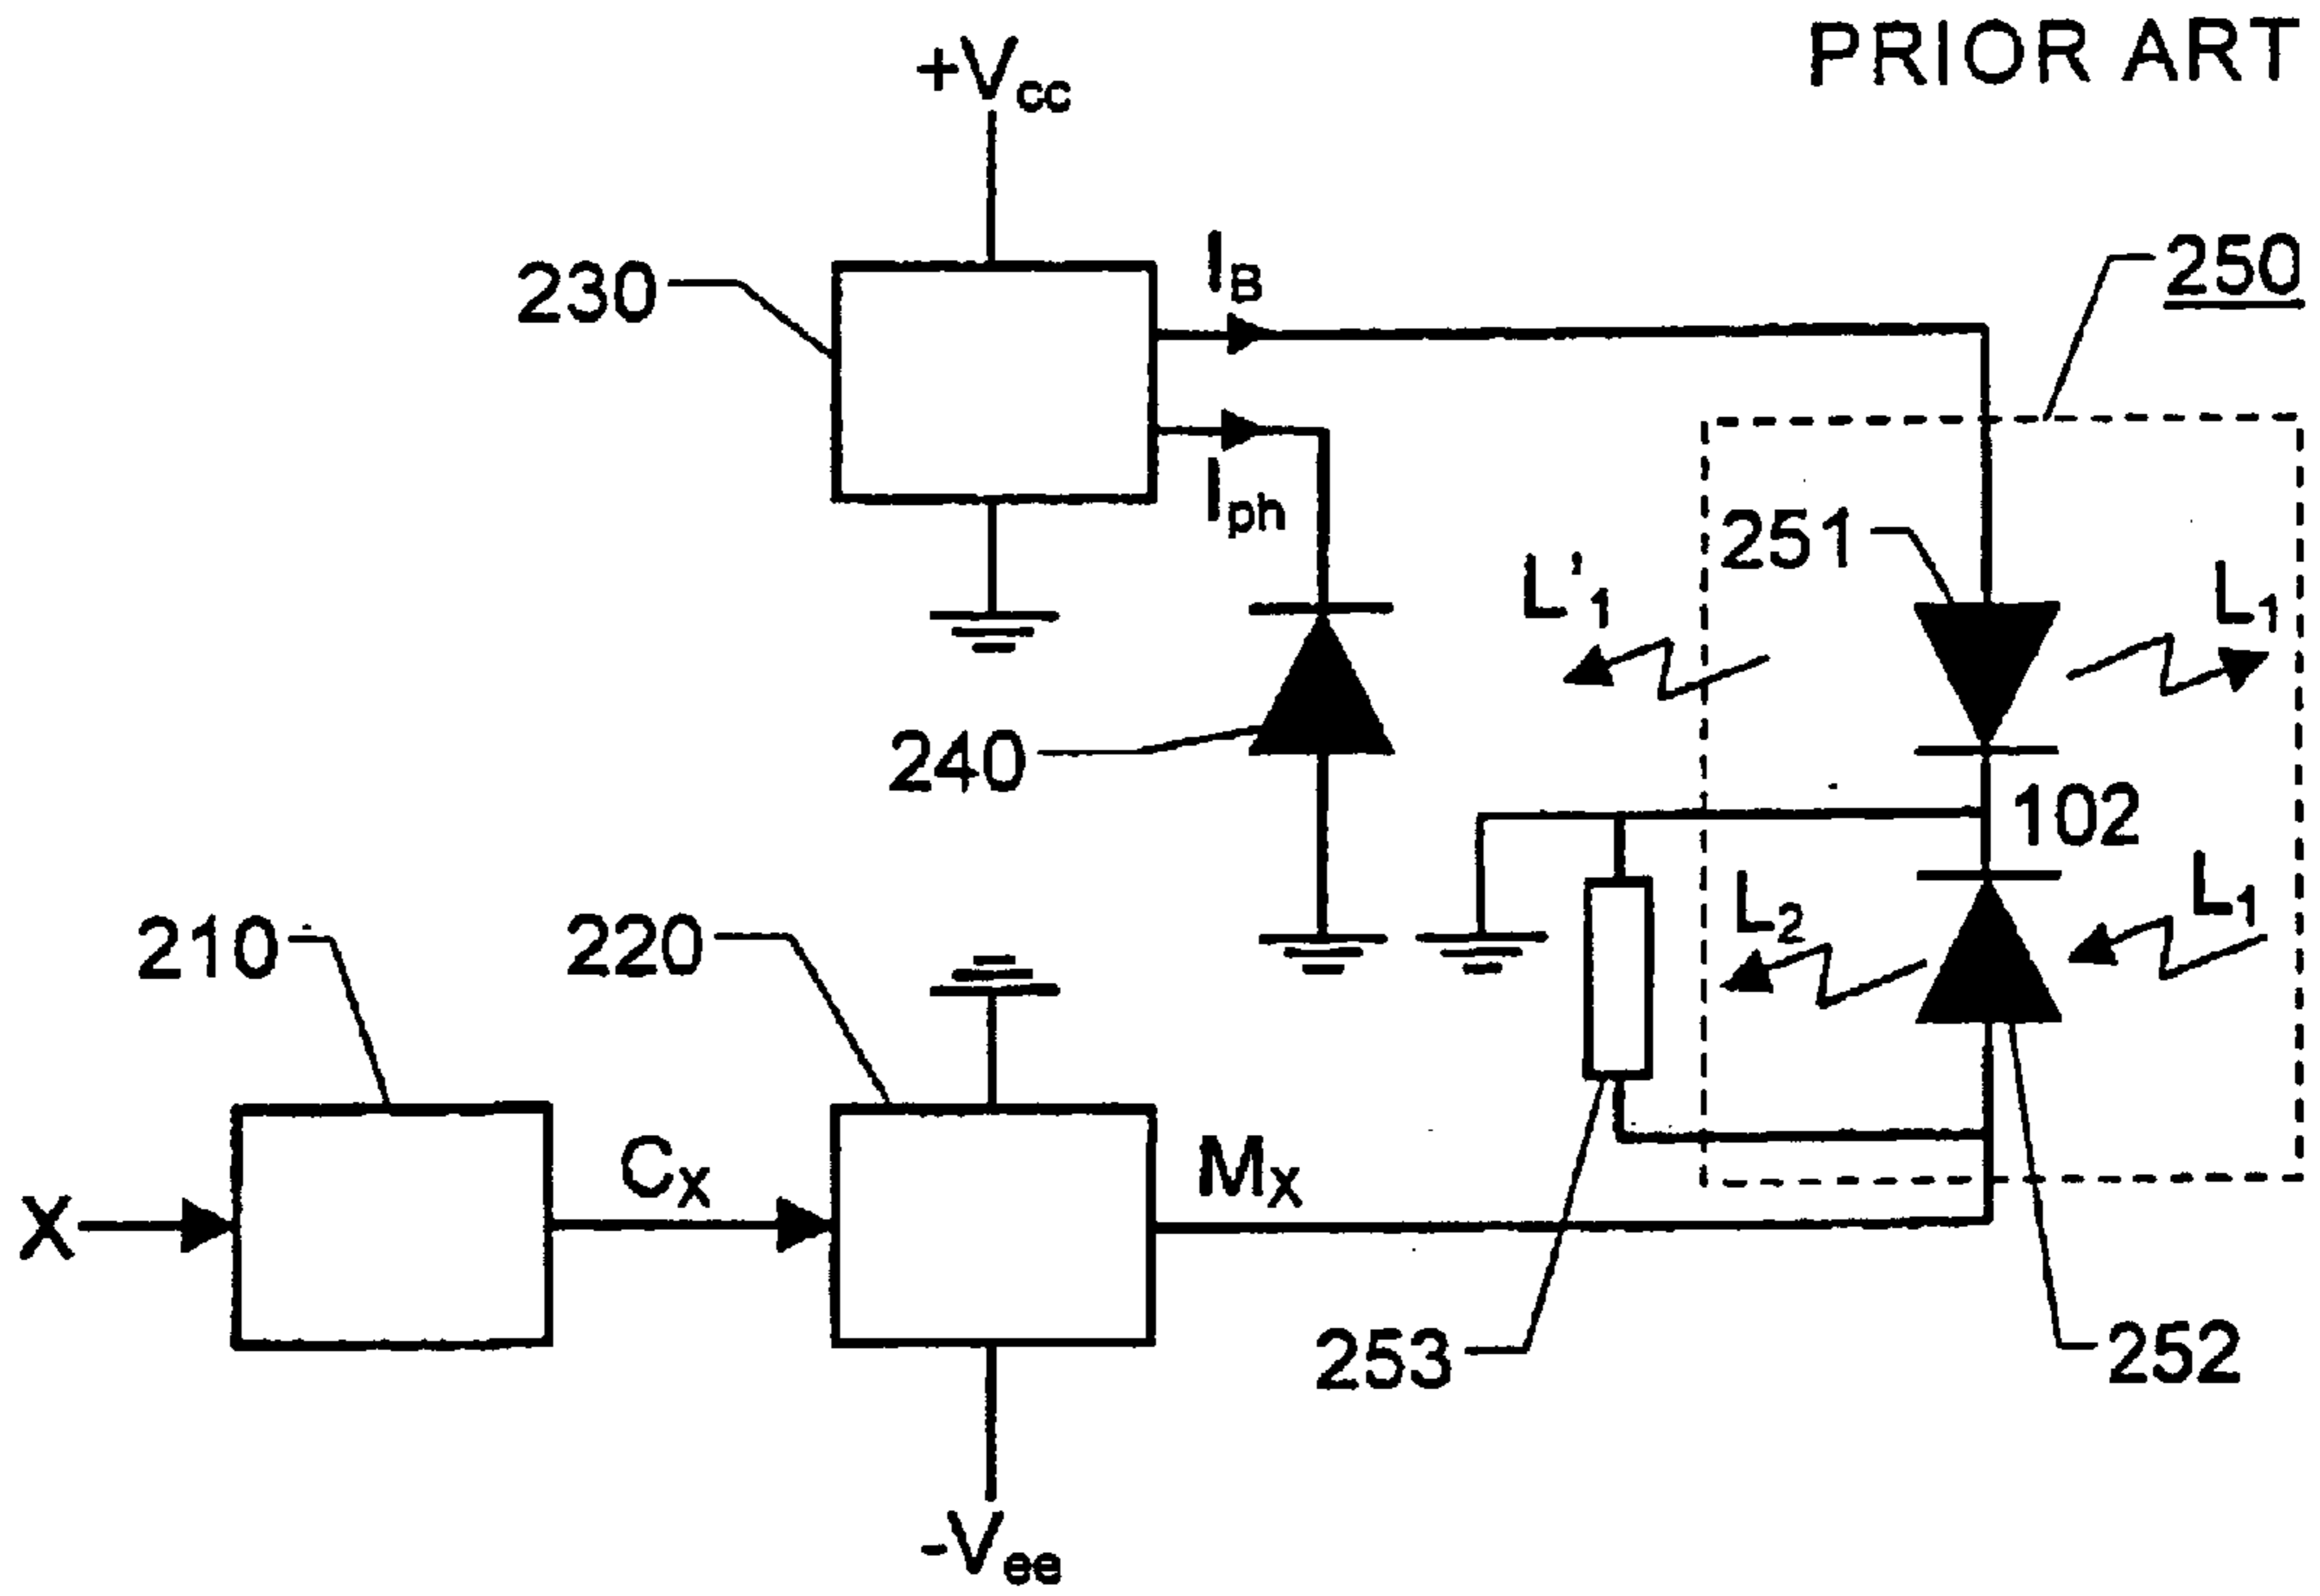 PRIOR ART
+Vcc
IB
230
250
Iph
251
L'1
L1
240
102
L2
L1
210
220
CX
MX
X
253
252
-Vee